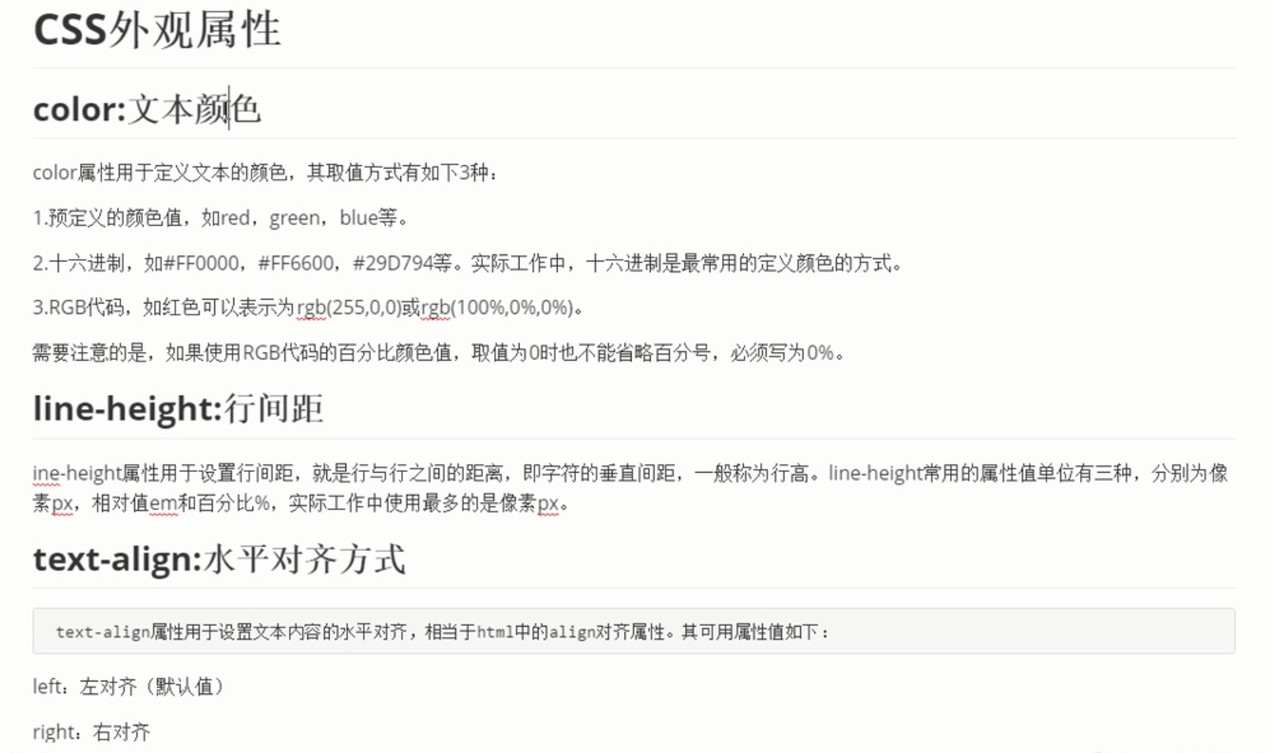 CSS外观属性
color:文本颜色
color属性用于定义文本的颜色，其取值方式有如下3种：
1.预定义的颜色值，如red，green，blue等。
2.十六进制，如#FF0000，#FF6600，#29D794等。实际工作中，十六进制是最常用的定义颜色的方式。
3.RGB代码，如红色可以表示为rgb(255,0,0)或rgb(100%,0%,0%)。
需要注意的是，如果使用RGB代码的百分比颜色值，取值为0时也不能省略百分号，必须写为0%。
line-height:行间距
ine-height属性用于设置行间距，就是行与行之间的距离，即字符的垂直间距，一般称为行高。line-height常用的属性值单位有三种，分别为像
素px，相对值em和百分比%，实际工作中使用最多的是像素px。
text-align:水平对齐方式
text-align属性用于设置文本内容的水平对齐，相当于html中的align对齐属性。其可用属性值如下：
left：左对齐（默认值）
right：右对齐